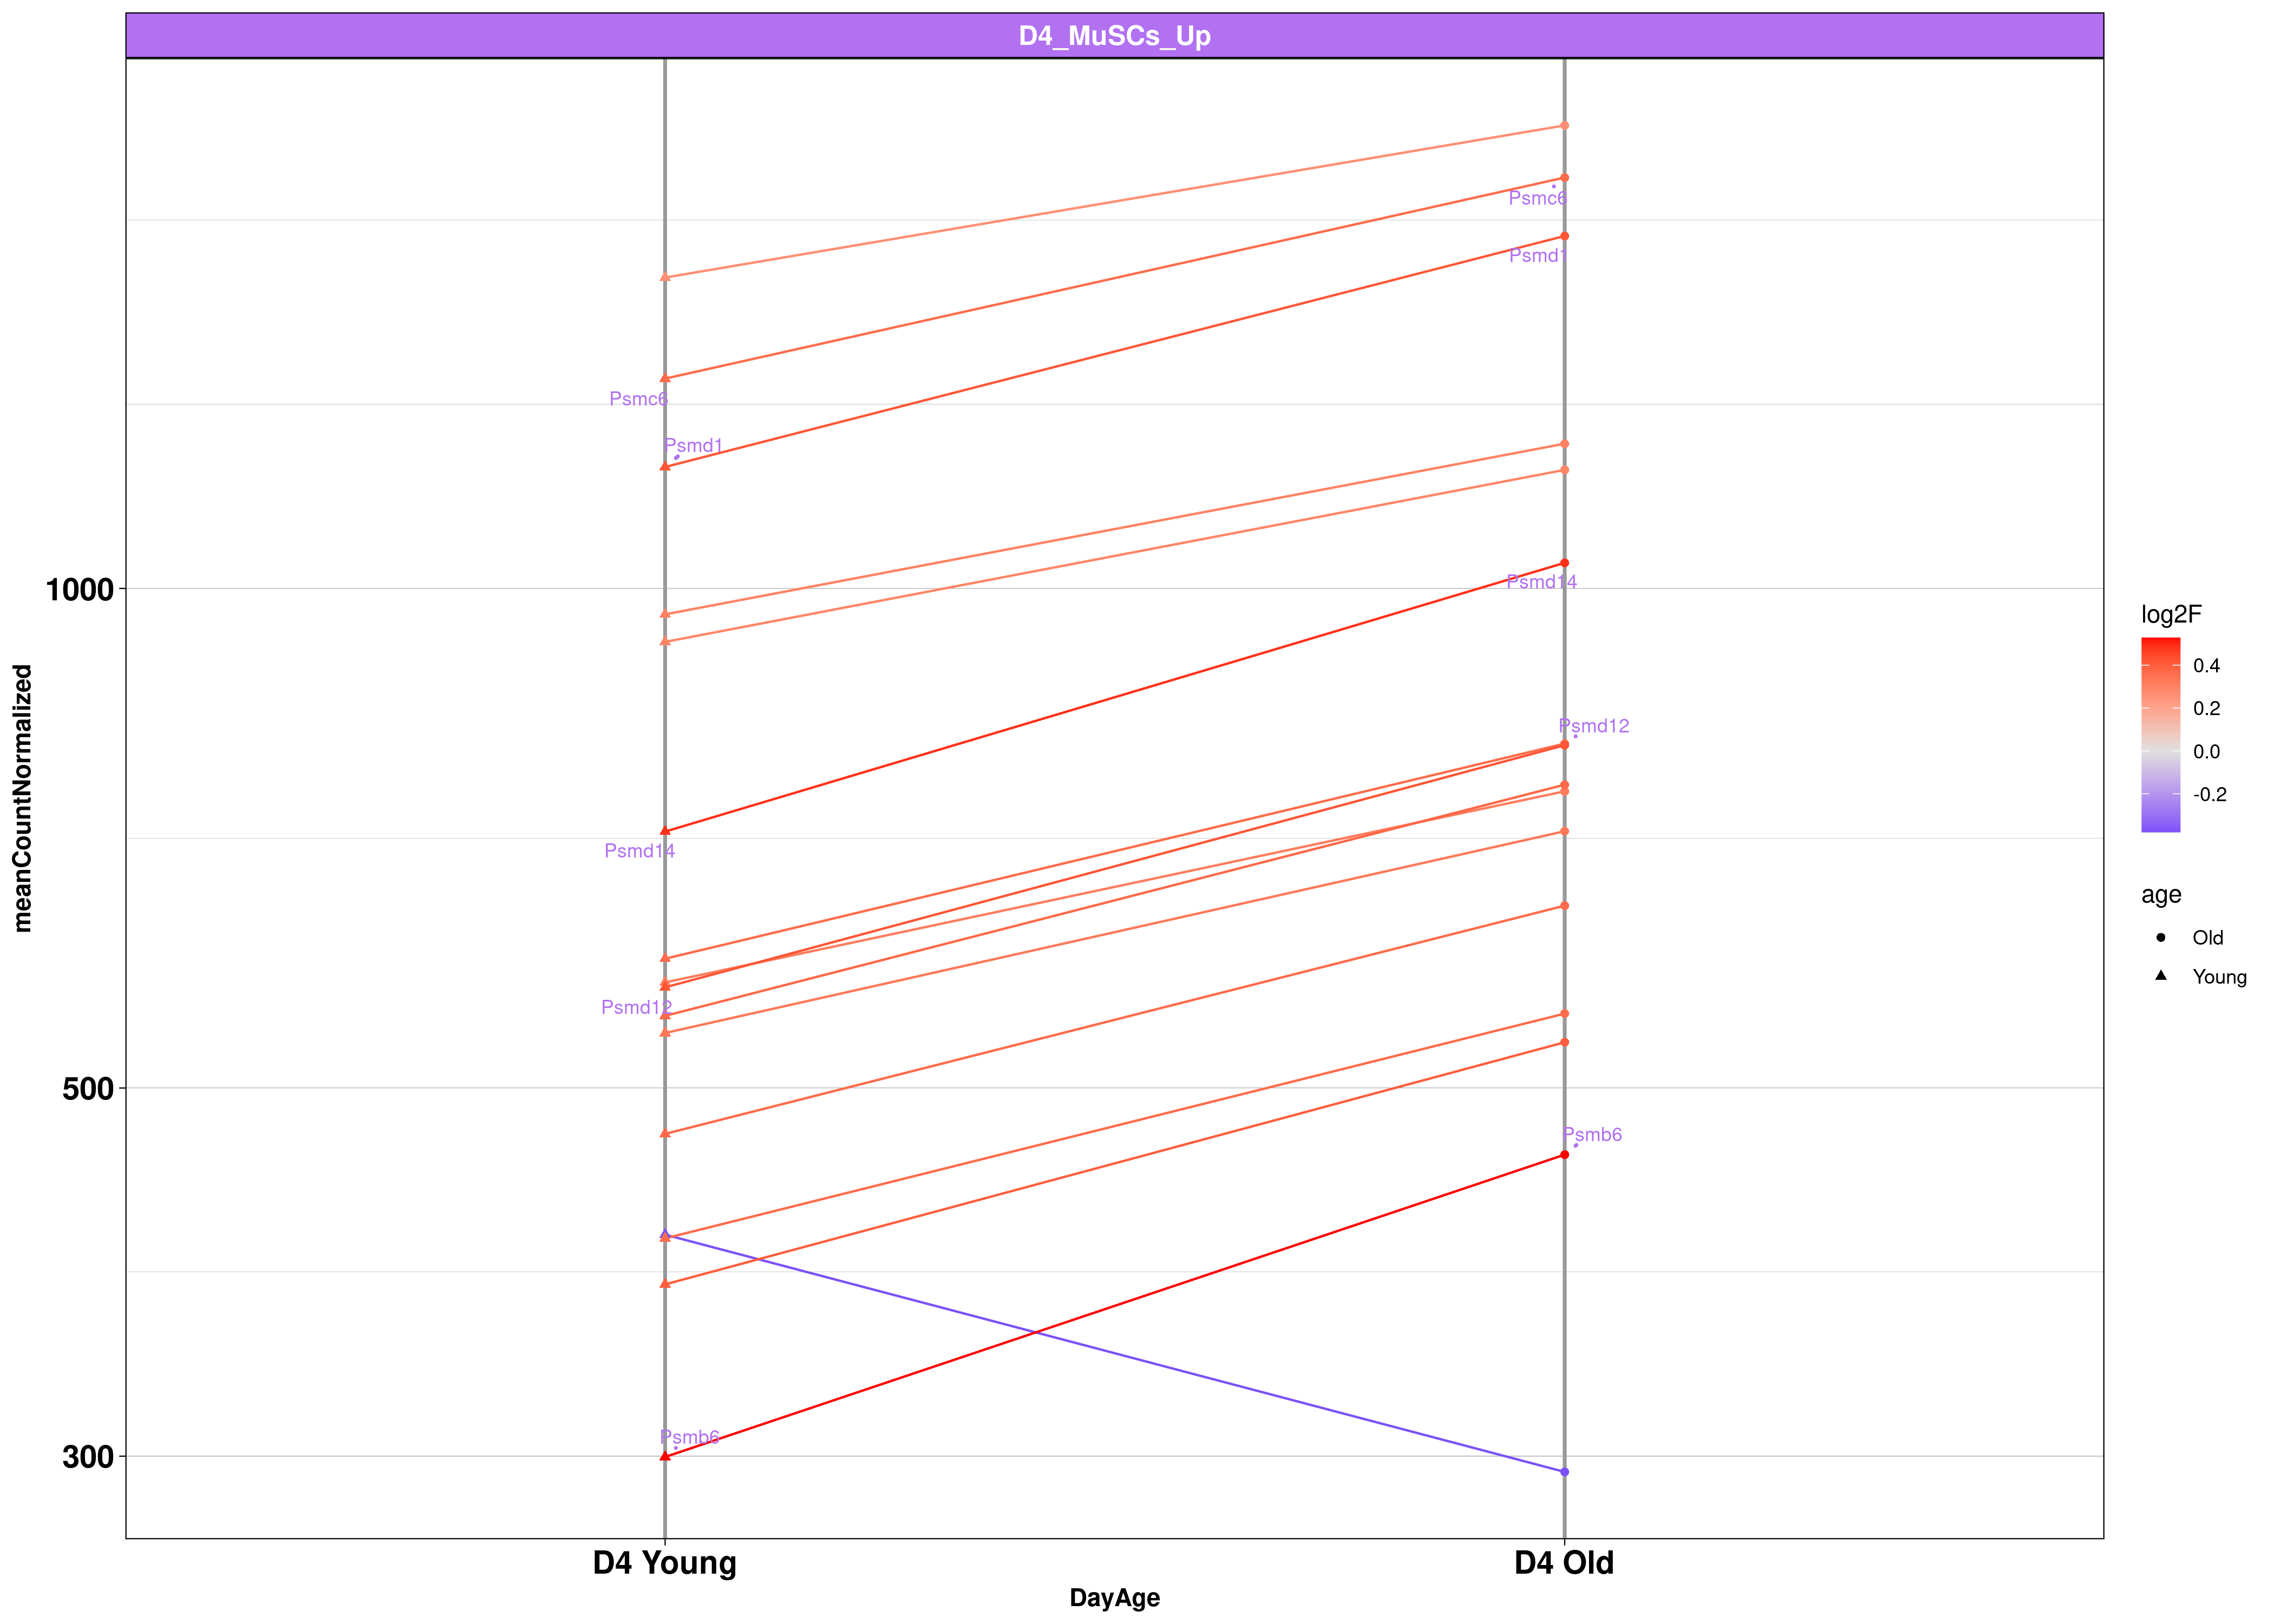 D4_MuSCs_Up
Psmc6
Psmd1
Psmc6
Psmd1
Psmd14
Psmd12
Psmd14
Psmd12
Psmb6
Psmb6
1000
500
300
meanCountNormalized
D4 Young
D4 Old
DayAge
log2F
0.4
0.2
0.0
-0.2
age
Old
Young